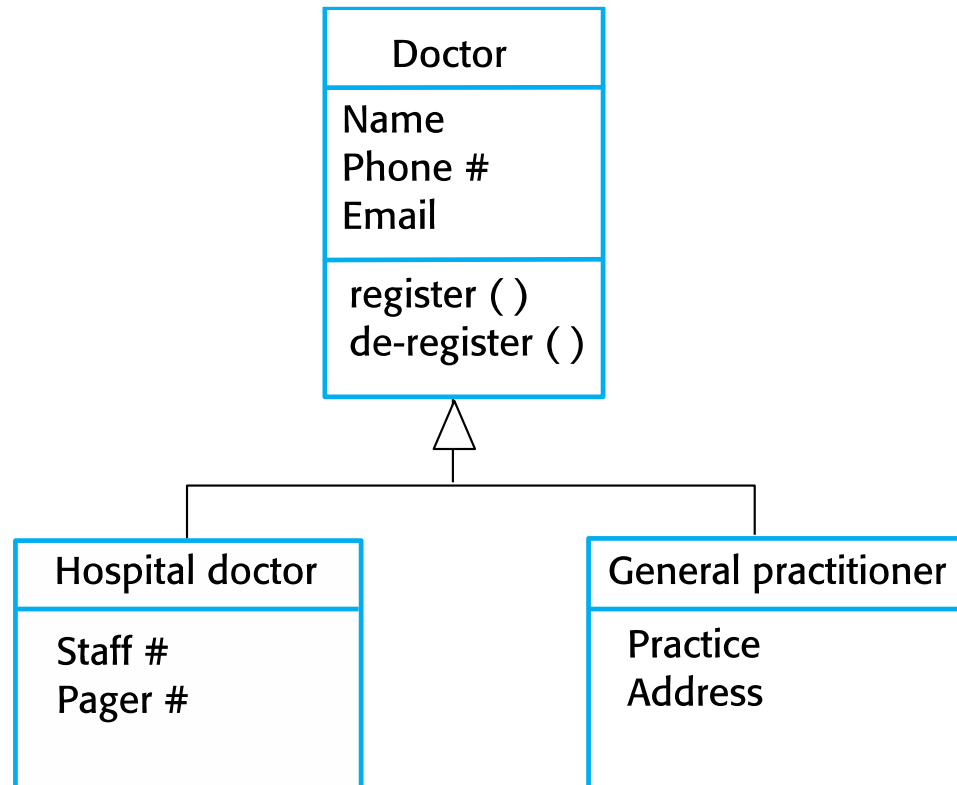 Doctor
Name
Phone #
Email
register ( )
de-register ( )
Hospital doctor
Staff #
Pager #
General practitioner
Practice
Address